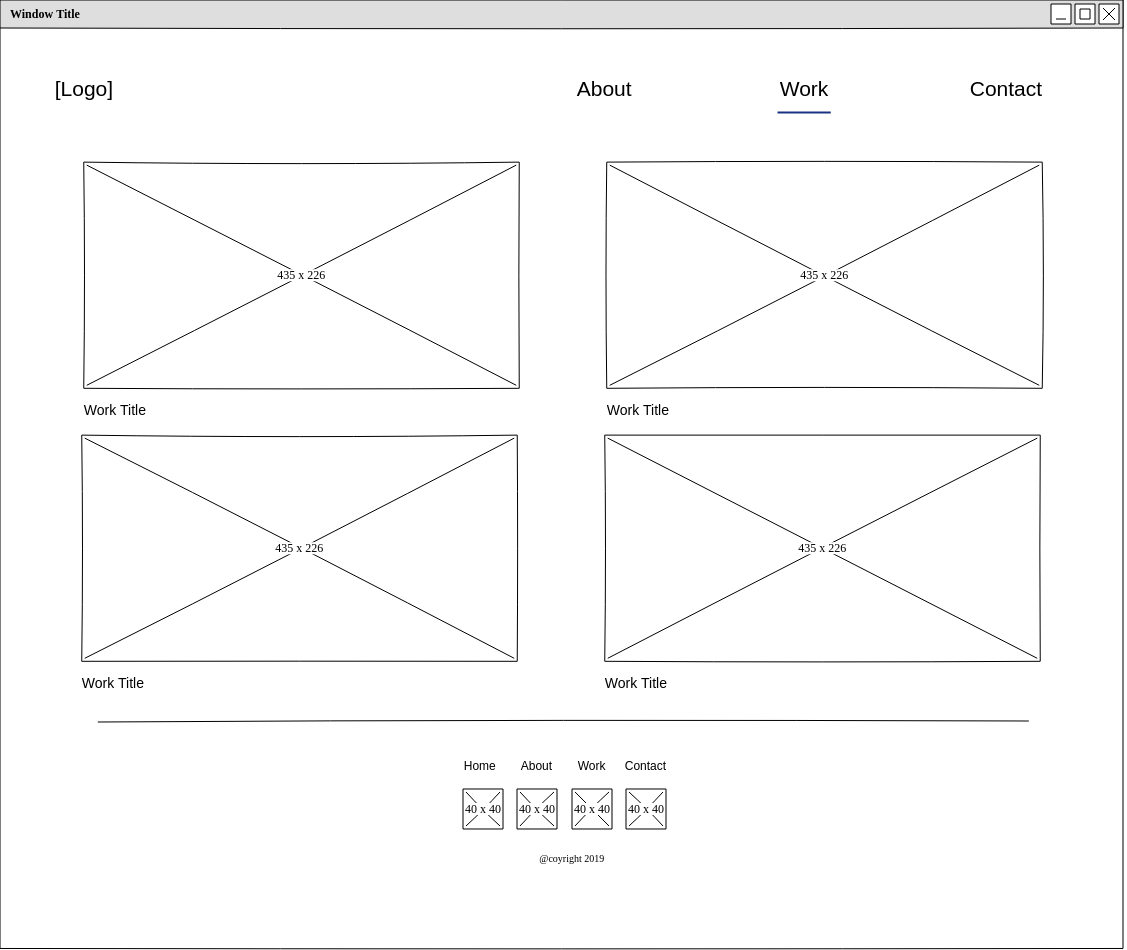 Window Title
[Logo] About Work Contact
435 x 226 435 x 226
Work Title Work Title
435 x 226 435 x 226
Work Title Work Title
Home About Work Contact
40 x 40 40 x 40 40 x 40 40 x 40
@coyright 2019